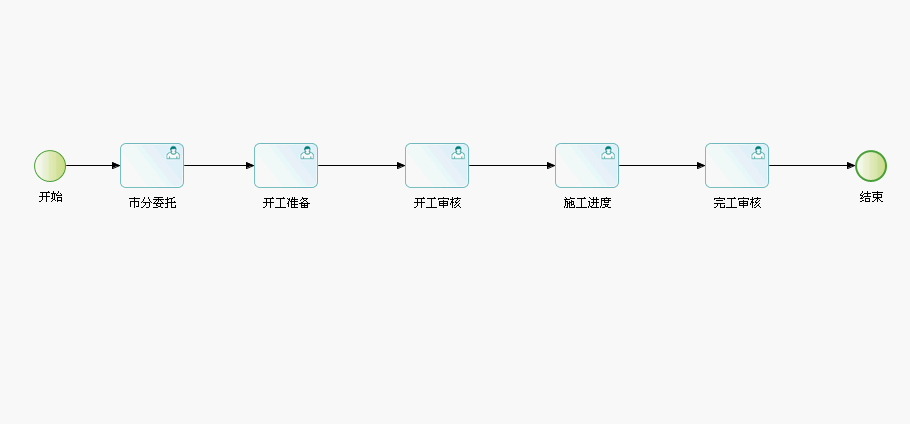 开始
市分委托
开工准备
开工审核
施工进度
完工审核
结束